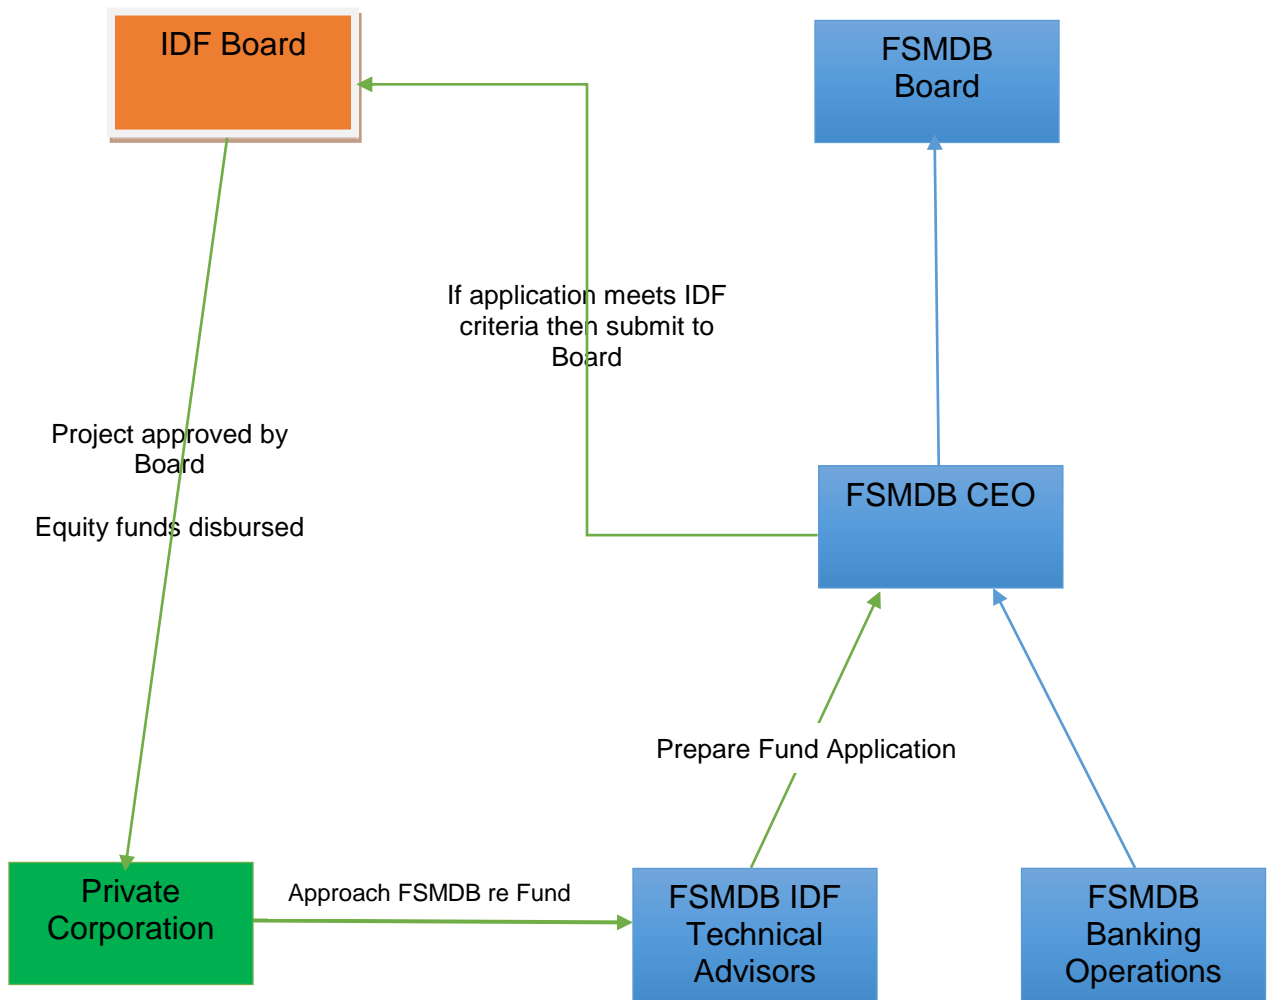 IDF Board
FSMDB
Board
If application meets IDF
criteria then submit to
Board
Project approved by
Board
Equity funds disbursed
FSMDB CEO
Prepare Fund Application
Private
Corporation
Approach FSMDB re Fund
FSMDB IDF
Technical
Advisors
FSMDB
Banking
Operations